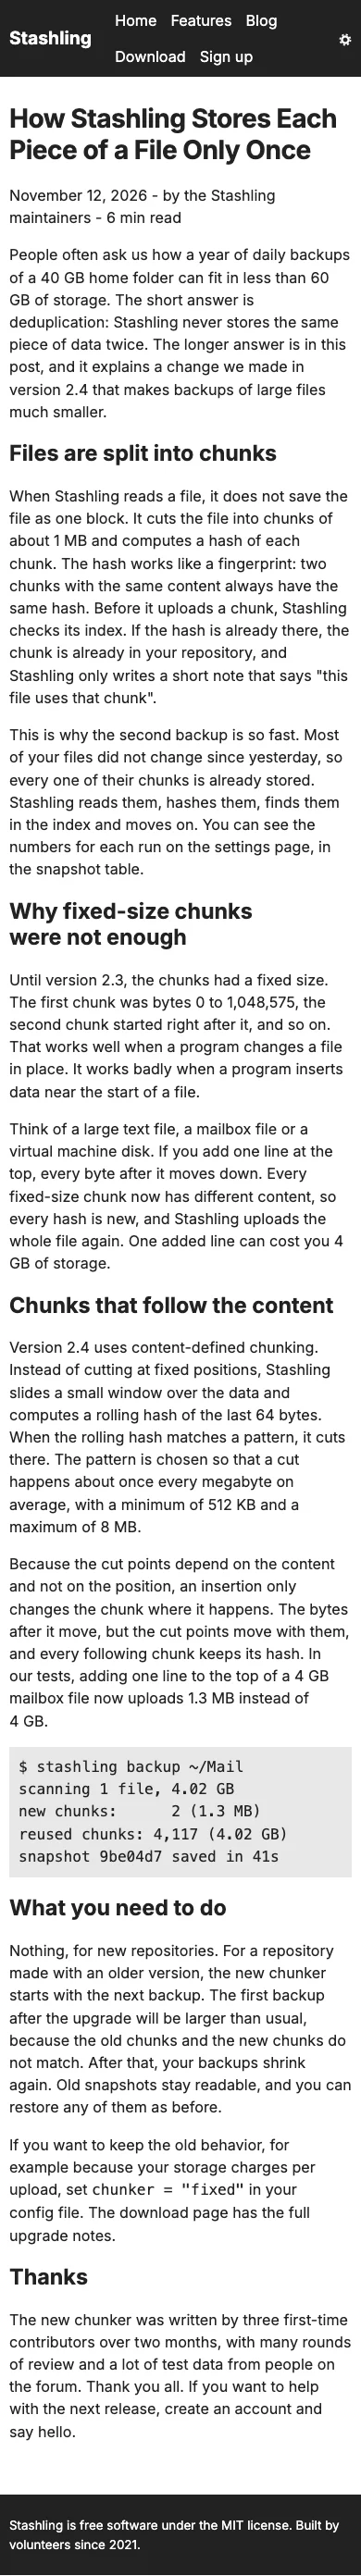 Stashling
Home Features Blog
Download Sign up
How Stashling Stores Each
Piece of a File Only Once
November 12, 2026 - by the Stashling
maintainers - 6 min read
People often ask us how a year of daily backups
of a 40 GB home folder can fit in less than 60
GB of storage. The short answer is
deduplication: Stashling never stores the same
piece of data twice. The longer answer is in this
post, and it explains a change we made in
version 2.4 that makes backups of large files
much smaller.
Files are split into chunks
When Stashling reads a file, it does not save the
file as one block. It cuts the file into chunks of
about 1 MB and computes a hash of each
chunk. The hash works like a fingerprint: two
chunks with the same content always have the
same hash. Before it uploads a chunk, Stashling
checks its index. If the hash is already there, the
chunk is already in your repository, and
Stashling only writes a short note that says "this
file uses that chunk".
This is why the second backup is so fast. Most
of your files did not change since yesterday, so
every one of their chunks is already stored.
Stashling reads them, hashes them, finds them
in the index and moves on. You can see the
numbers for each run on the settings page, in
the snapshot table.
Why fixed-size chunks
were not enough
Until version 2.3, the chunks had a fixed size.
The first chunk was bytes 0 to 1,048,575, the
second chunk started right after it, and so on.
That works well when a program changes a file
in place. It works badly when a program inserts
data near the start of a file.
Think of a large text file, a mailbox file or a
virtual machine disk. If you add one line at the
top, every byte after it moves down. Every
fixed-size chunk now has different content, so
every hash is new, and Stashling uploads the
whole file again. One added line can cost you 4
GB of storage.
Chunks that follow the content
Version 2.4 uses content-defined chunking.
Instead of cutting at fixed positions, Stashling
slides a small window over the data and
computes a rolling hash of the last 64 bytes.
When the rolling hash matches a pattern, it cuts
there. The pattern is chosen so that a cut
happens about once every megabyte on
average, with a minimum of 512 KB and a
maximum of 8 MB.
Because the cut points depend on the content
and not on the position, an insertion only
changes the chunk where it happens. The bytes
after it move, but the cut points move with them,
and every following chunk keeps its hash. In
our tests, adding one line to the top of a 4 GB
mailbox file now uploads 1.3 MB instead of
4 GB.
$ stashling backup ~/Mail
scanning 1 file, 4.02 GB
new chunks:      2 (1.3 MB)
reused chunks: 4,117 (4.02 GB)
snapshot 9be04d7 saved in 41s
What you need to do
Nothing, for new repositories. For a repository
made with an older version, the new chunker
starts with the next backup. The first backup
after the upgrade will be larger than usual,
because the old chunks and the new chunks do
not match. After that, your backups shrink
again. Old snapshots stay readable, and you can
restore any of them as before.
If you want to keep the old behavior, for
example because your storage charges per
upload, set chunker = "fixed" in your
config file. The download page has the full
upgrade notes.
Thanks
The new chunker was written by three first-time
contributors over two months, with many rounds
of review and a lot of test data from people on
the forum. Thank you all. If you want to help
with the next release, create an account and
say hello.
Stashling is free software under the MIT license. Built by
volunteers since 2021.